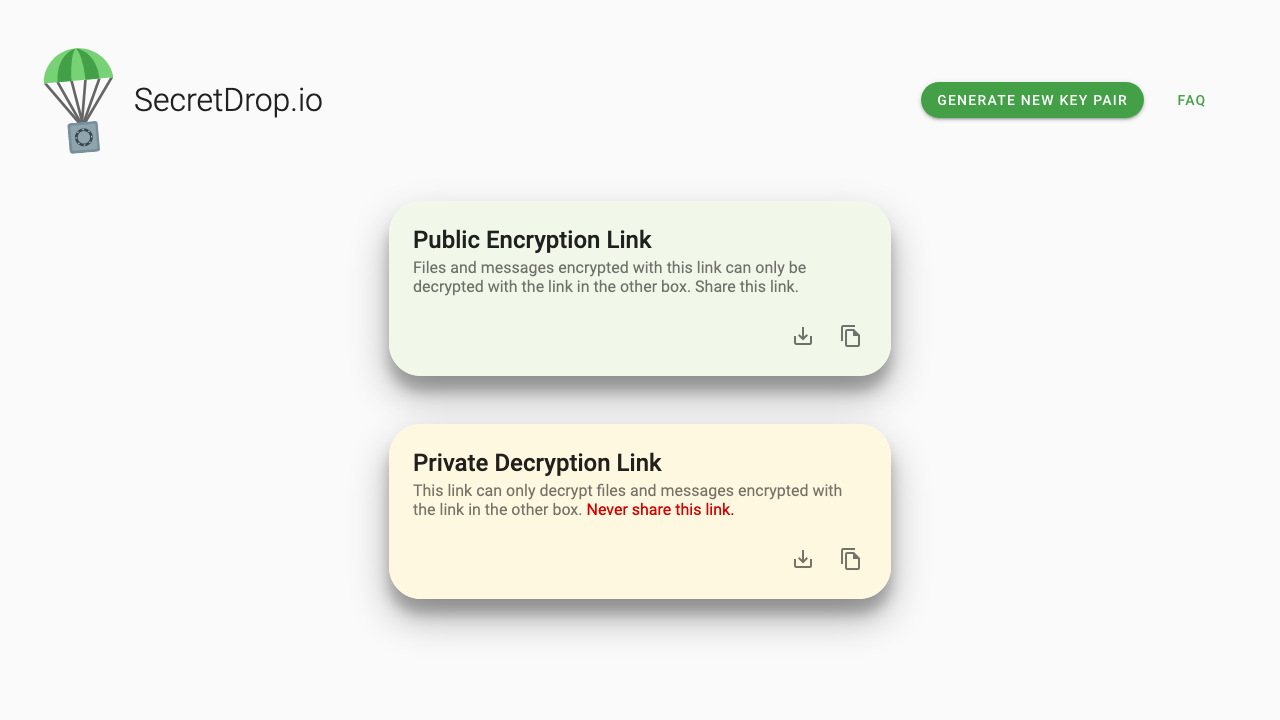 SecretDrop.io
GENERATE NEW KEY PAIR
FAQ
Public Encryption Link
Files and messages encrypted with this link can only be
decrypted with the link in the other box. Share this link.
Private Decryption Link
This link can only decrypt files and messages encrypted with
the link in the other box. Never share this link.